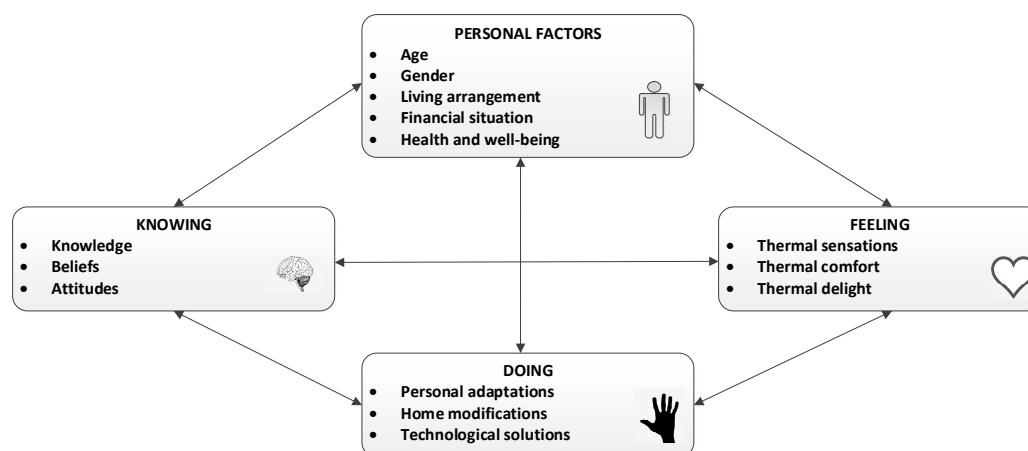 PERSONAL FACTORS
• Age
• Gender
• Living arrangement
• Financial situation
• Health and well-being
KNOWING
• Knowledge
• Beliefs
• Attitudes
FEELING
• Thermal sensations
• Thermal comfort
• Thermal delight
DOING
• Personal adaptations
• Home modifications
• Technological solutions